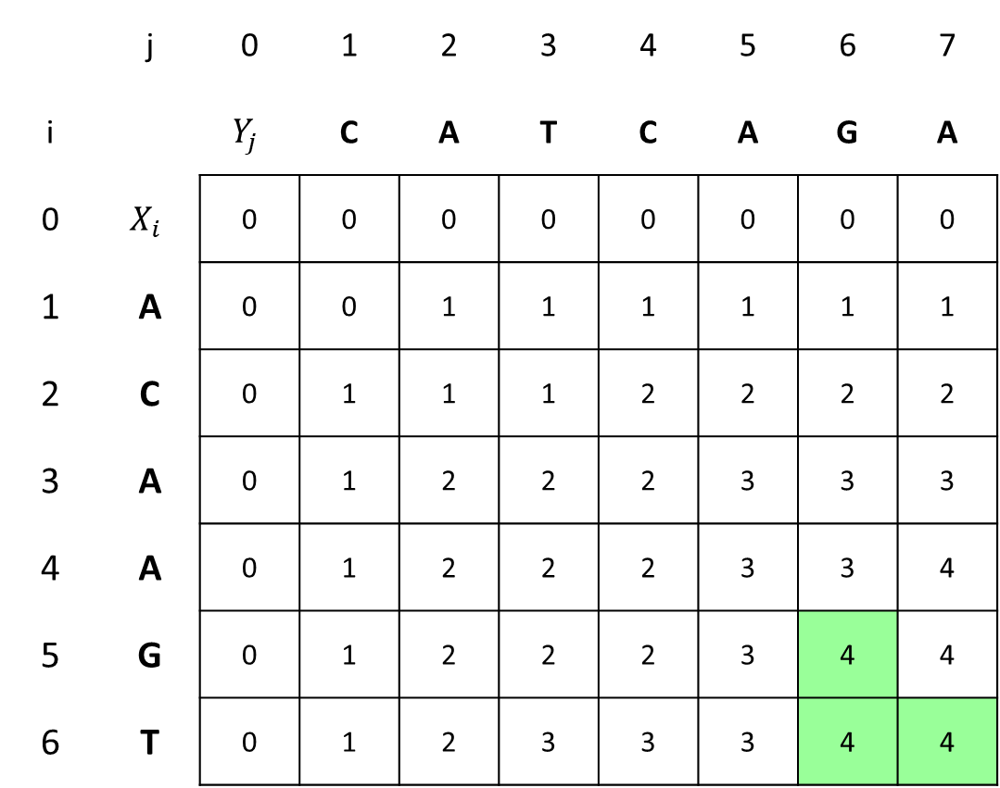 j 0 1 2 3 4 5 6 7
i Yj C A T C A G A
0 Xi 0 0 0 0 0 0 0 0
1 A 0 0 1 1 1 1 1 1
2 C 0 1 1 1 2 2 2 2
3 A 0 1 2 2 2 3 3 3
4 A 0 1 2 2 2 3 3 4
5 G 0 1 2 2 2 3 4 4
6 T 0 1 2 3 3 3 4 4